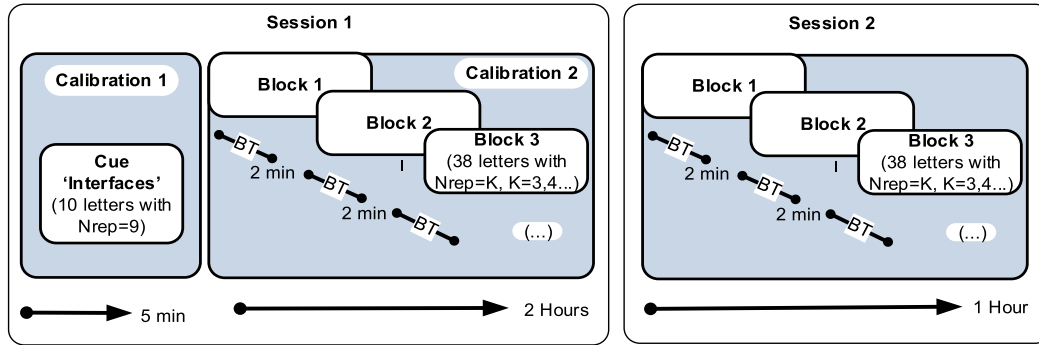 Session 1
Calibration 1
Cue
‘Interfaces’
(10 letters with
Nrep=9)
Calibration 2
Block 1
Block 2
Block 3
(38 letters with
Nrep=K, K=3,4...)
BT
2 min
BT
2 min
BT
(...)
5 min
2 Hours
Session 2
Block 1
Block 2
Block 3
(38 letters with
Nrep=K, K=3,4...)
BT
2 min
BT
2 min
BT
(...)
1 Hour